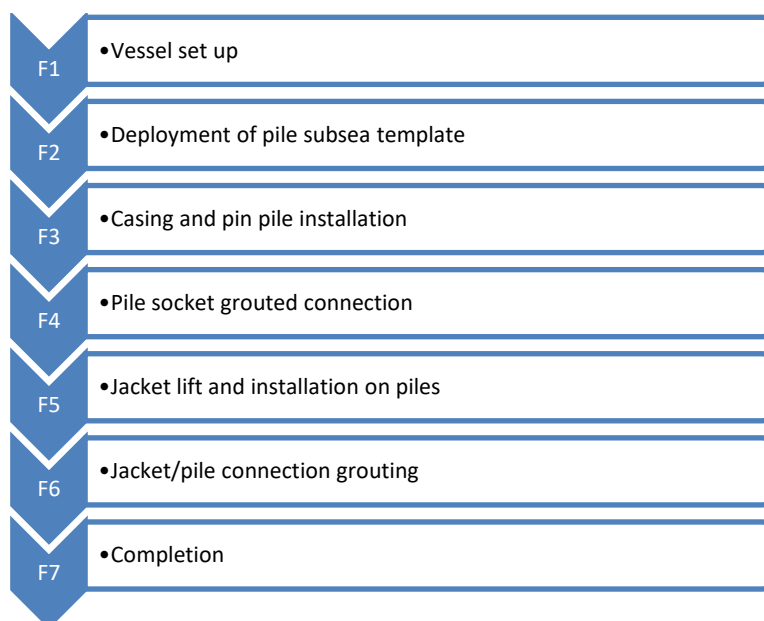 F1
•Vessel set up
F2
•Deployment of pile subsea template
F3
•Casing and pin pile installation
F4
•Pile socket grouted connection
F5
•Jacket lift and installation on piles
F6
•Jacket/pile connection grouting
F7
•Completion